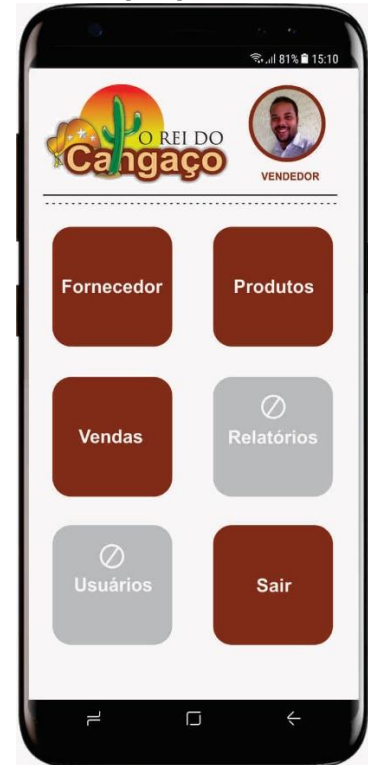 81% 15:10
O REI DO
Cangaço
VENDEDOR
Fornecedor
Produtos
Vendas
Relatórios
Usuários
Sair